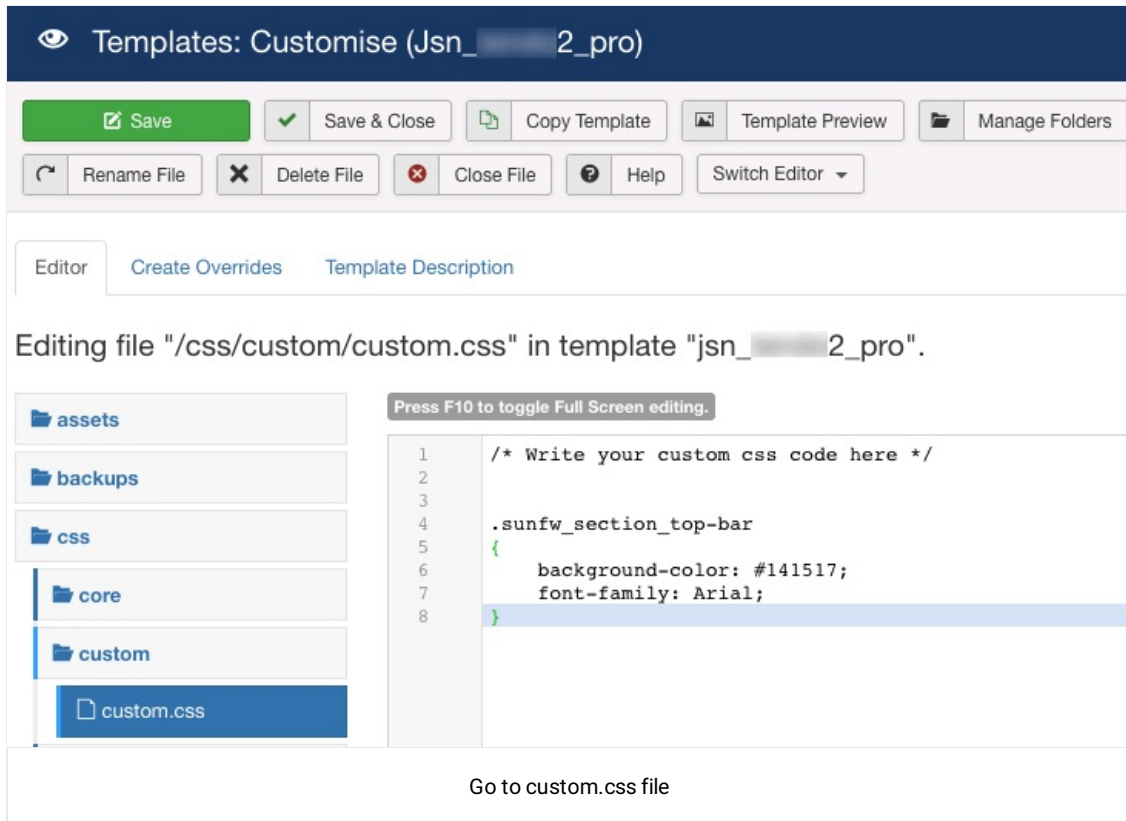 Templates: Customise (Jsn_ 2_pro)
Save
Save & Close
Copy Template
Template Preview
Manage Folders
Rename File
Delete File
Close File
Help
Switch Editor
Editor
Create Overrides
Template Description
Editing file "/css/custom/custom.css" in template "jsn_ 2_pro".
assets
backups
css
core
custom
custom.css
Press F10 to toggle Full Screen editing.
1 /* Write your custom css code here */
2
3
4 .sunfw_section_top-bar
5 {
6 background-color: #141517;
7 font-family: Arial;
8 }
Go to custom.css file